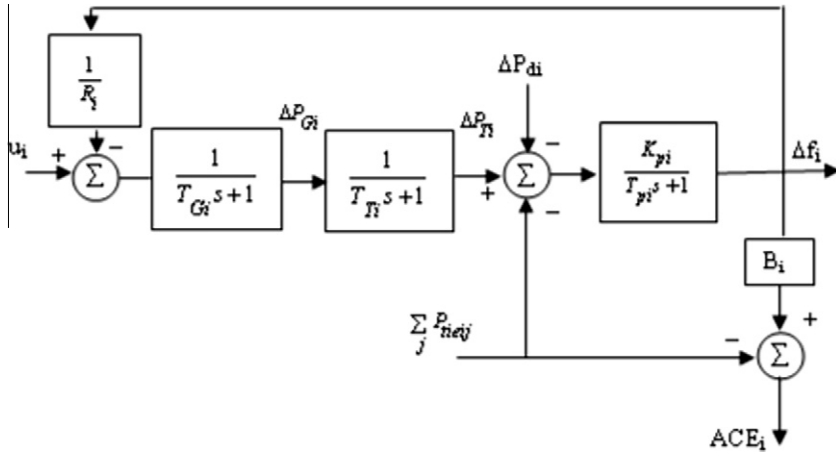 1
R_i
ΔP_di
ΔP_Gi
ΔP_Ti
u_i
+
−
Σ
1
T_Gi s+1
1
T_Ti s+1
+
−
−
Σ
K_pi
T_pi s+1
Δf_i
B_i
Σ_j P_tieij
−
+
Σ
ACE_i